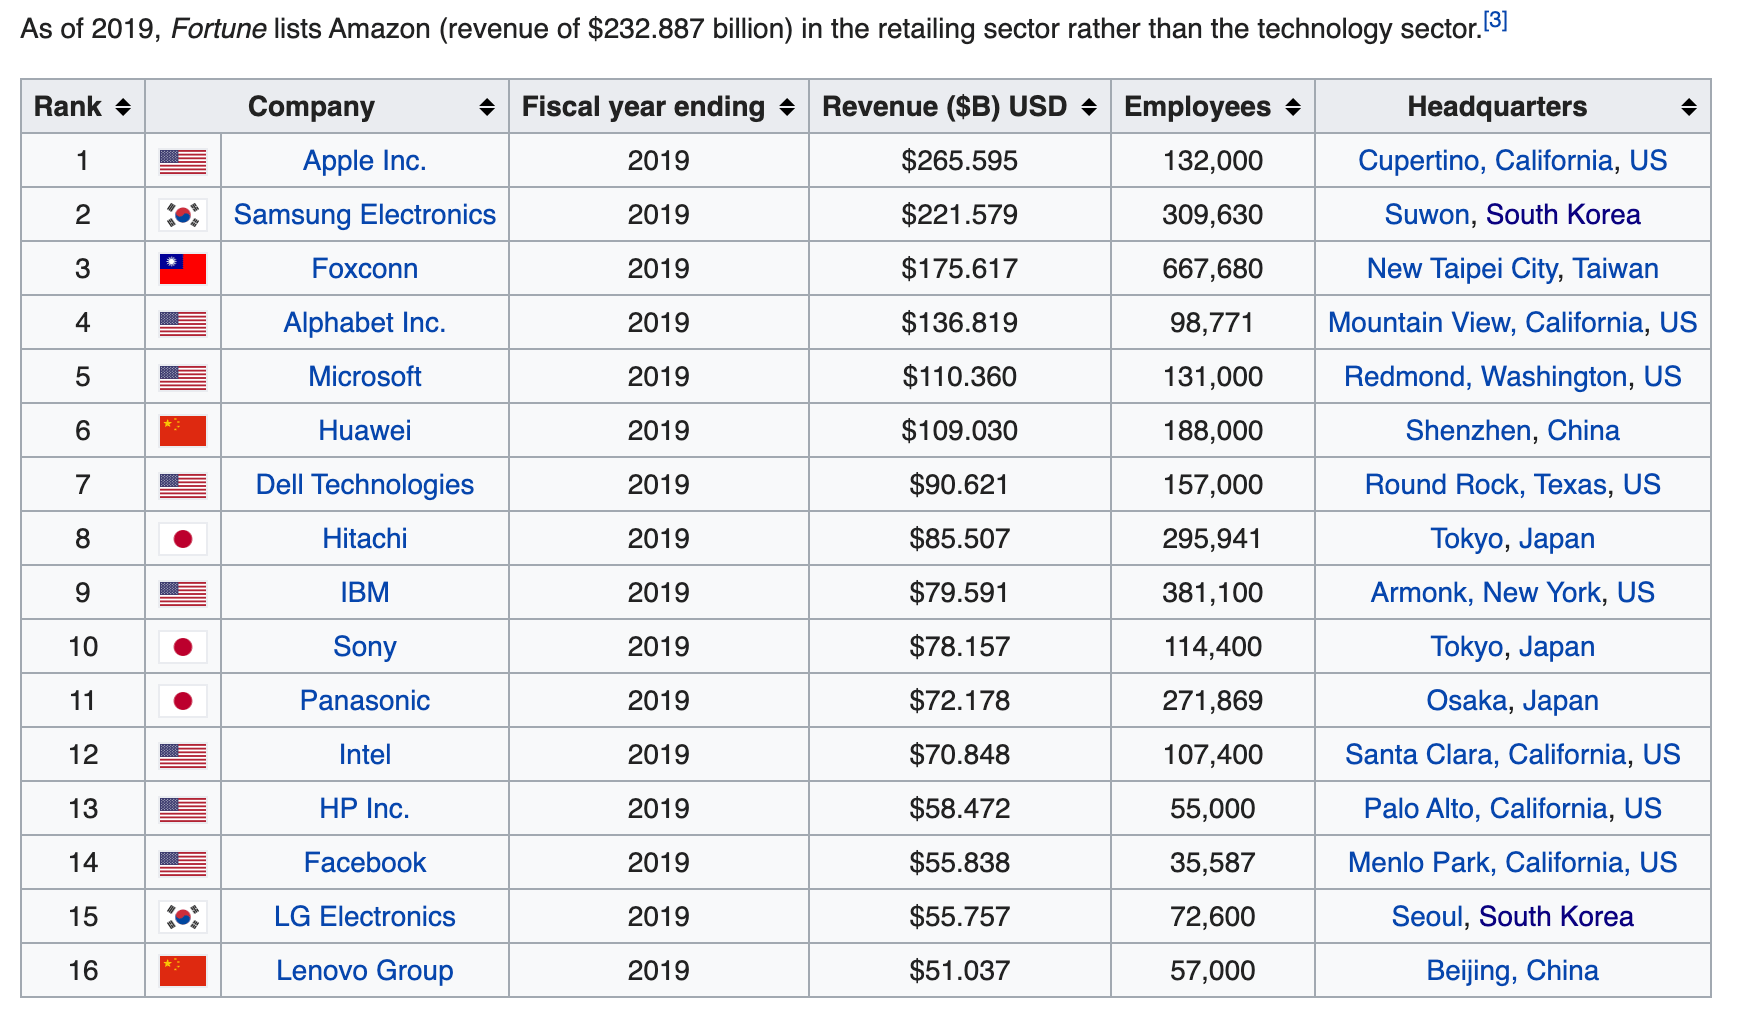 As of 2019, Fortune lists Amazon (revenue of $232.887 billion) in the retailing sector rather than the technology sector.[3]
Rank Company Fiscal year ending Revenue ($B) USD Employees Headquarters
1 Apple Inc. 2019 $265.595 132,000 Cupertino, California, US
2 Samsung Electronics 2019 $221.579 309,630 Suwon, South Korea
3 Foxconn 2019 $175.617 667,680 New Taipei City, Taiwan
4 Alphabet Inc. 2019 $136.819 98,771 Mountain View, California, US
5 Microsoft 2019 $110.360 131,000 Redmond, Washington, US
6 Huawei 2019 $109.030 188,000 Shenzhen, China
7 Dell Technologies 2019 $90.621 157,000 Round Rock, Texas, US
8 Hitachi 2019 $85.507 295,941 Tokyo, Japan
9 IBM 2019 $79.591 381,100 Armonk, New York, US
10 Sony 2019 $78.157 114,400 Tokyo, Japan
11 Panasonic 2019 $72.178 271,869 Osaka, Japan
12 Intel 2019 $70.848 107,400 Santa Clara, California, US
13 HP Inc. 2019 $58.472 55,000 Palo Alto, California, US
14 Facebook 2019 $55.838 35,587 Menlo Park, California, US
15 LG Electronics 2019 $55.757 72,600 Seoul, South Korea
16 Lenovo Group 2019 $51.037 57,000 Beijing, China